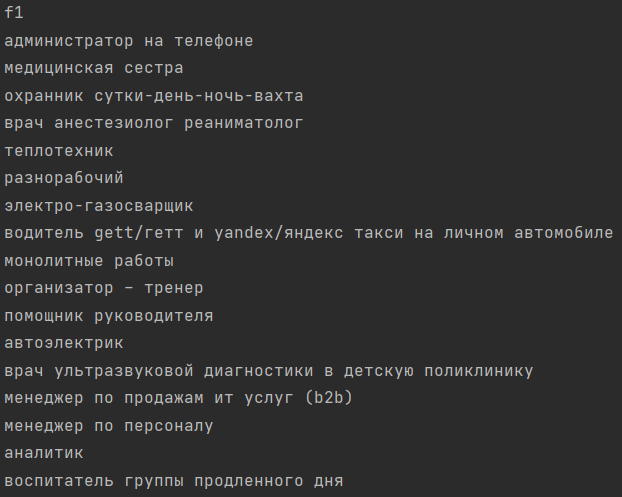 f1
администратор на телефоне
медицинская сестра
охранник сутки-день-ночь-вахта
врач анестезиолог реаниматолог
теплотехник
разнорабочий
электро-газосварщик
водитель gett/гетт и yandex/яндекс такси на личном автомобиле
монолитные работы
организатор – тренер
помощник руководителя
автоэлектрик
врач ультразвуковой диагностики в детскую поликлинику
менеджер по продажам ит услуг (b2b)
менеджер по персоналу
аналитик
воспитатель группы продленного дня